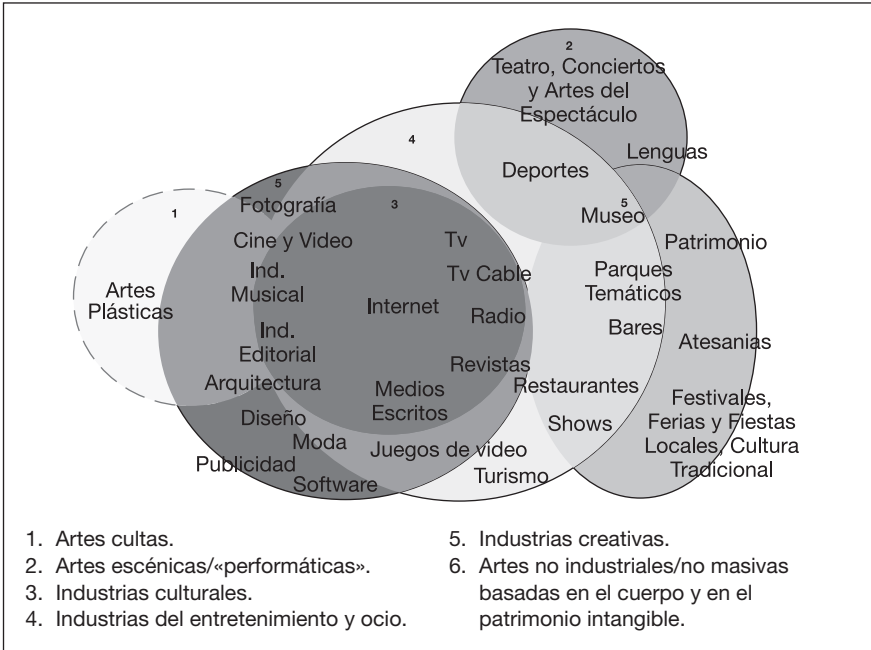 2
Teatro, Conciertos
y Artes del
Espectáculo
4
Lenguas
Deportes
5
Fotografía
3
5
Museo
1
Cine y Video
Tv
Patrimonio
Ind.
Musical
Tv Cable
Parques
Temáticos
Artes
Plásticas
Internet
Radio
Bares
Ind.
Editorial
Atesanias
Revistas
Arquitectura
Medios
Escritos
Restaurantes
Festivales,
Ferias y Fiestas
Locales, Cultura
Tradicional
Diseño
Shows
Moda
Juegos de video
Publicidad
Turismo
Software
1. Artes cultas.
2. Artes escénicas/«performáticas».
3. Industrias culturales.
4. Industrias del entretenimiento y ocio.
5. Industrias creativas.
6. Artes no industriales/no masivas
basadas en el cuerpo y en el
patrimonio intangible.